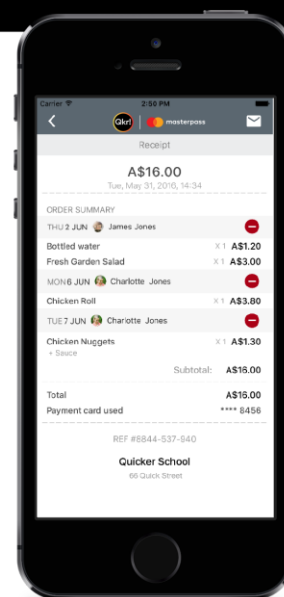 Carrier 2:59 PM
Qkr! masterpass
Receipt
A$16.00
Tue, May 31, 2016, 14:34
ORDER SUMMARY
THU 2 JUN James Jones
Bottled water X 1 A$1.20
Fresh Garden Salad X 1 A$3.00
MON 6 JUN Charlotte Jones
Chicken Roll X 1 A$3.80
TUE 7 JUN Charlotte Jones
Chicken Nuggets X 1 A$1.30
+ Sauce
Subtotal: A$16.00
Total A$16.00
Payment card used **** 8456
REF #8844-537-940
Quicker School
66 Quick Street